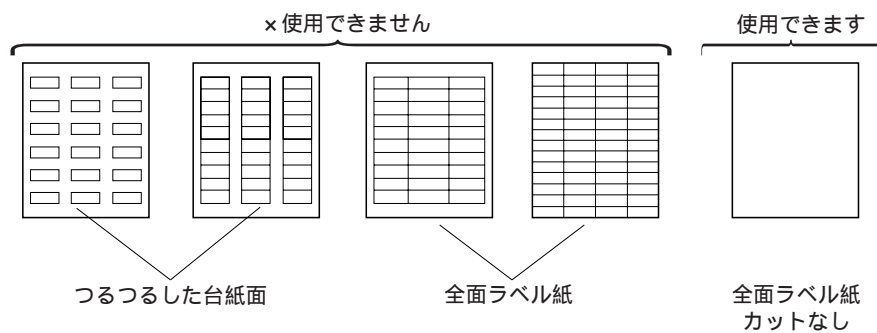 ×使用できません
使用できます
つるつるした台紙面
全面ラベル紙
全面ラベル紙
カットなし